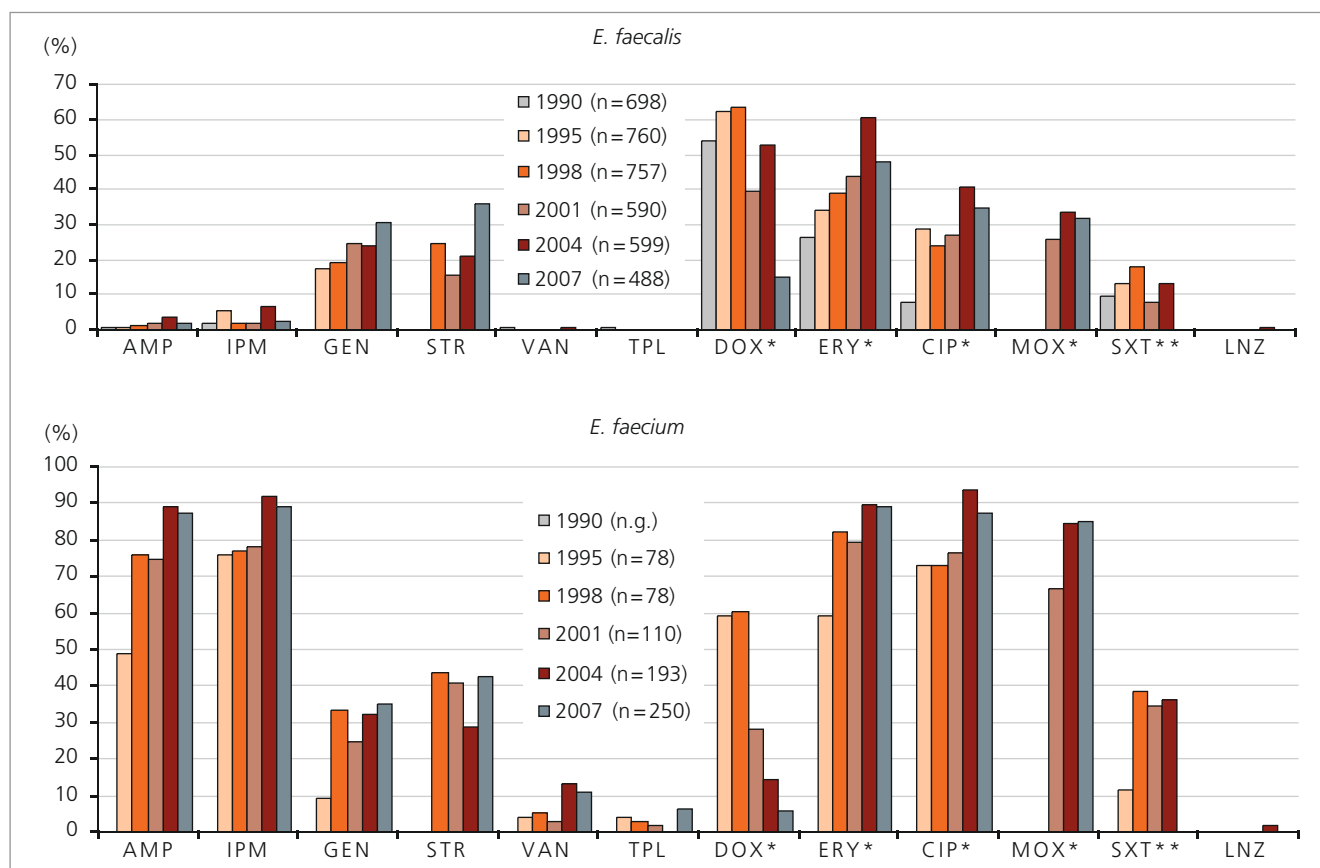 E. faecalis
(%)
70
60
50
40
30
20
10
0
1990 (n=698)
1995 (n=760)
1998 (n=757)
2001 (n=590)
2004 (n=599)
2007 (n=488)
AMP IPM GEN STR VAN TPL DOX* ERY* CIP* MOX* SXT** LNZ
E. faecium
(%)
100
90
80
70
60
50
40
30
20
10
0
1990 (n.g.)
1995 (n=78)
1998 (n=78)
2001 (n=110)
2004 (n=193)
2007 (n=250)
AMP IPM GEN STR VAN TPL DOX* ERY* CIP* MOX* SXT** LNZ